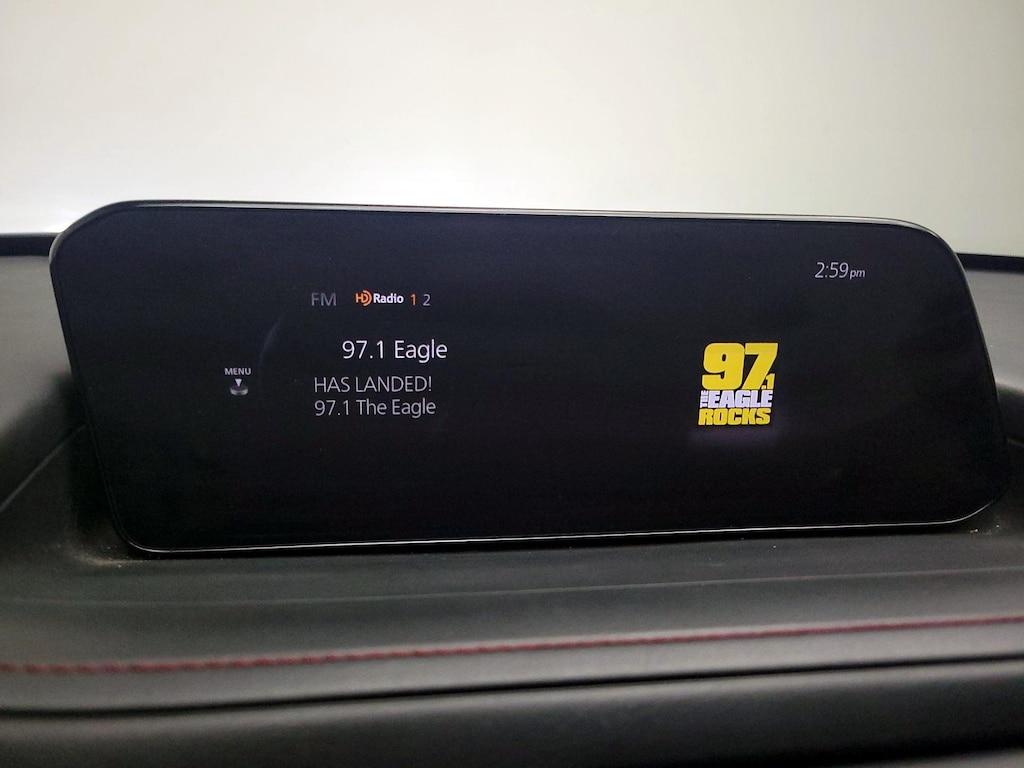 2:59pm
FM HD Radio 1 2
97.1 Eagle
MENU
HAS LANDED!
97.1 The Eagle
97.1
THE EAGLE
ROCKS